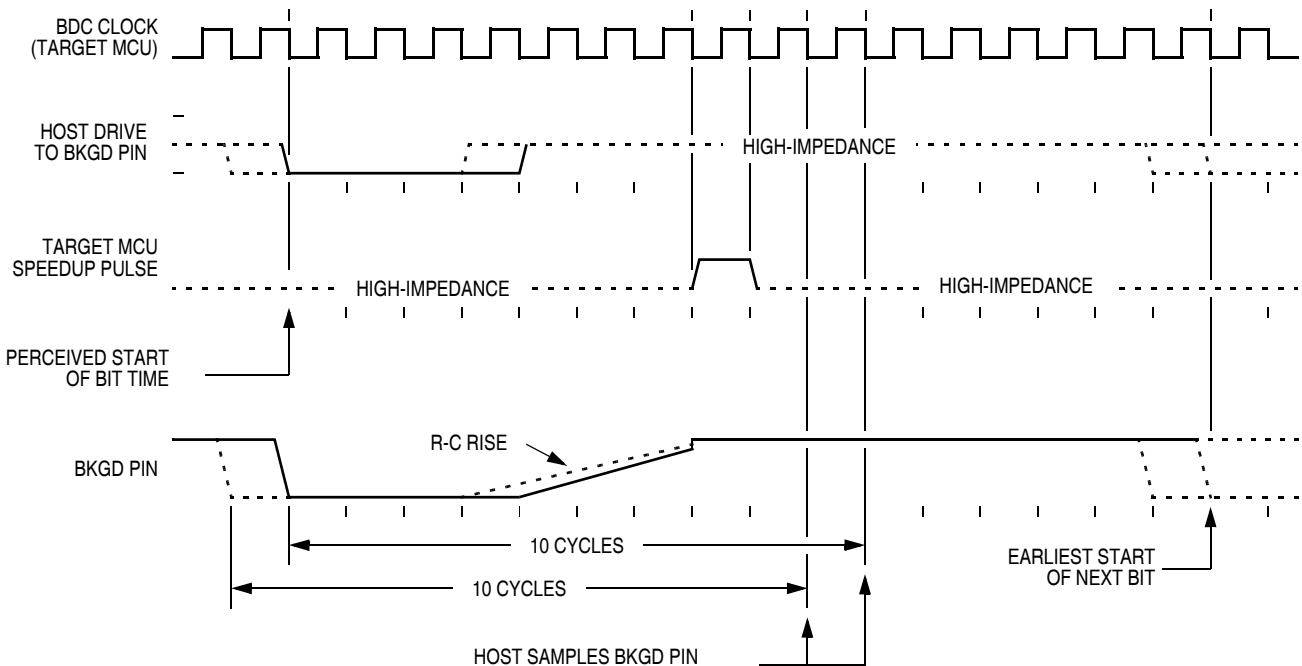 BDC CLOCK
(TARGET MCU)
HOST DRIVE
TO BKGD PIN
HIGH-IMPEDANCE
TARGET MCU
SPEEDUP PULSE
HIGH-IMPEDANCE
HIGH-IMPEDANCE
PERCEIVED START
OF BIT TIME
R-C RISE
BKGD PIN
10 CYCLES
10 CYCLES
EARLIEST START
OF NEXT BIT
HOST SAMPLES BKGD PIN